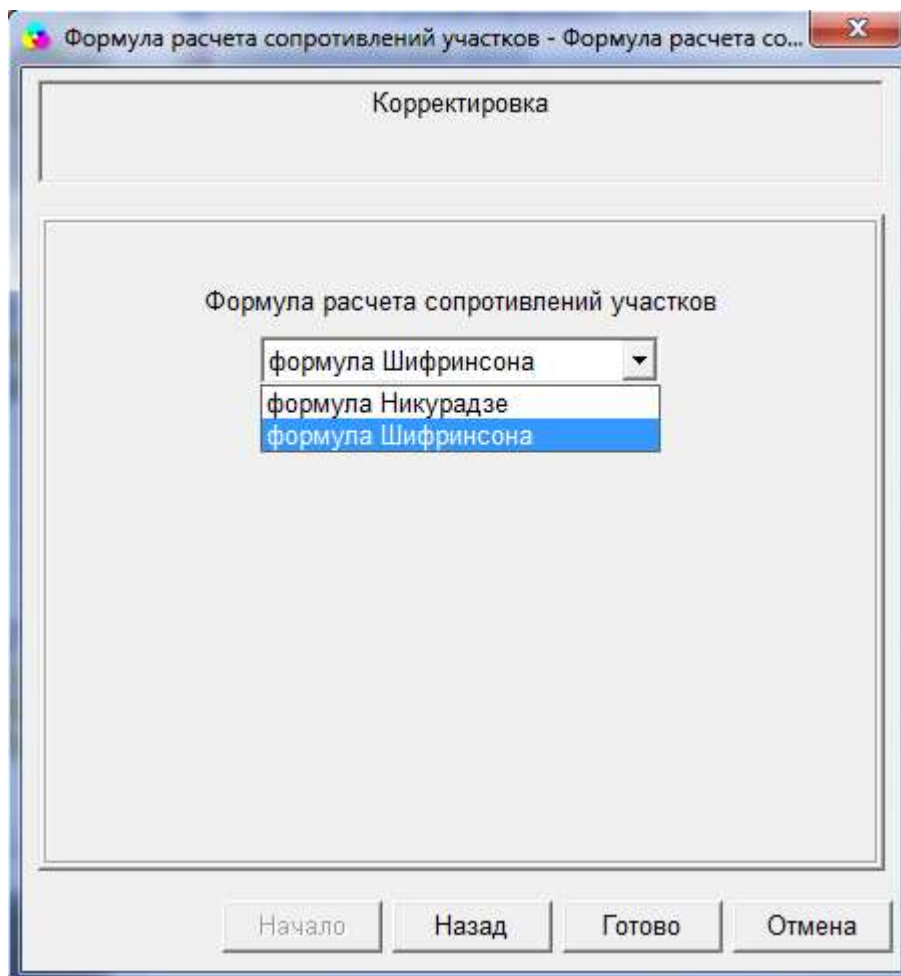 Формула расчета сопротивлений участков - Формула расчета со...
Корректировка
Формула расчета сопротивлений участков
формула Шифринсона
формула Никурадзе
формула Шифринсона
Начало Назад Готово Отмена